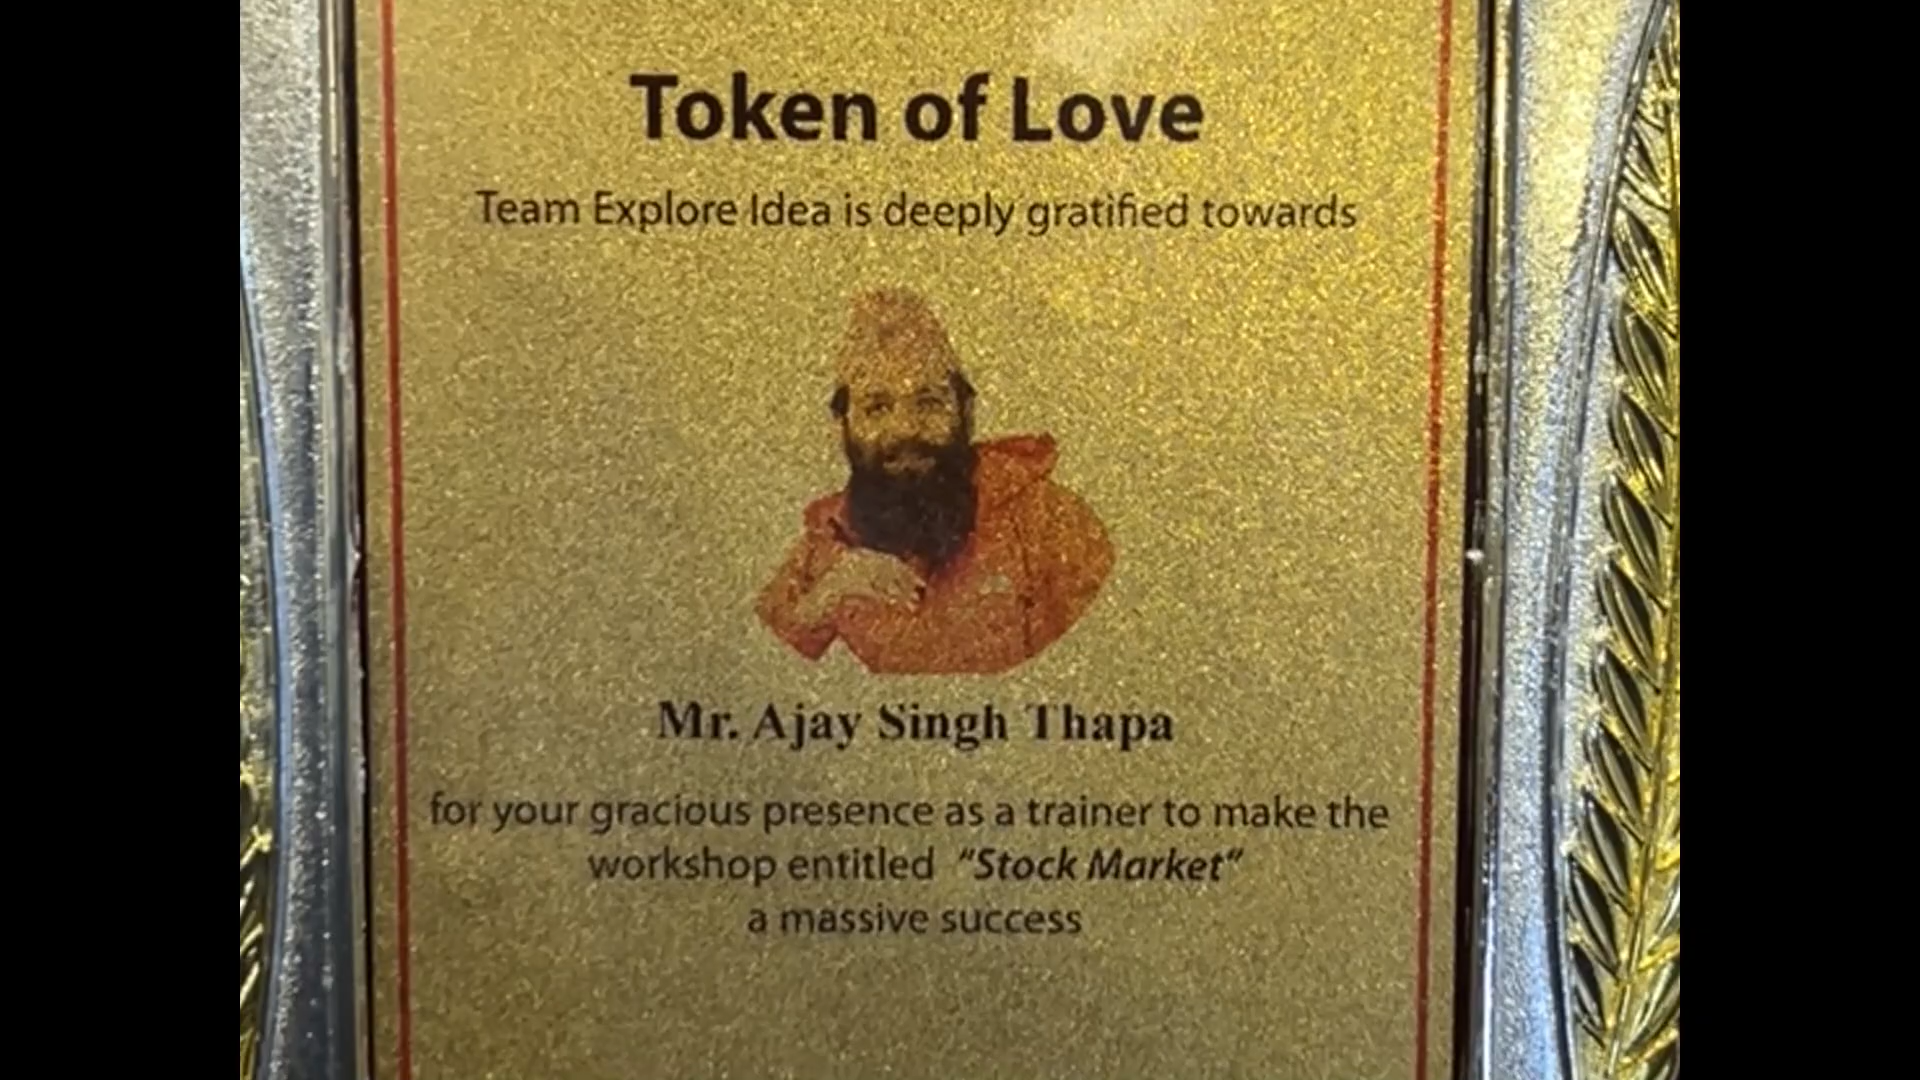 Token of Love
Team Explore Idea is deeply gratified towards
Mr. Ajay Singh Thapa
for your gracious presence as a trainer to make the
workshop entitled "Stock Market"
a massive success